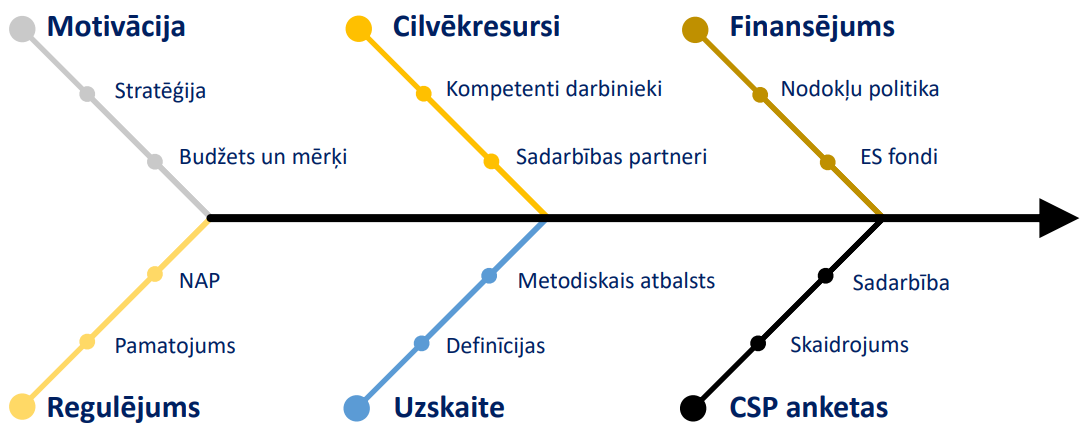 Motivācija
Cilvēkresursi
Finansējums
Stratēģija
Kompetenti darbinieki
Nodokļu politika
Budžets un mērķi
Sadarbības partneri
ES fondi
NAP
Metodiskais atbalsts
Sadarbība
Pamatojums
Definīcijas
Skaidrojums
Regulējums
Uzskaite
CSP anketas